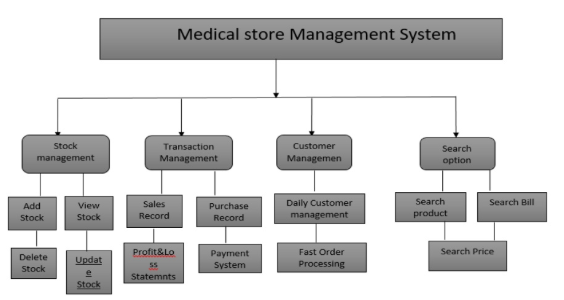 Medical store Management System
Stock
management
Transaction
Management
Customer
Managemen
Search
option
Add
Stock
View
Stock
Sales
Record
Purchase
Record
Daily Customer
management
Search
product
Search Bill
Delete
Stock
Updat
e
Stock
Profit&Lo
ss
Statemnts
Payment
System
Fast Order
Processing
Search Price